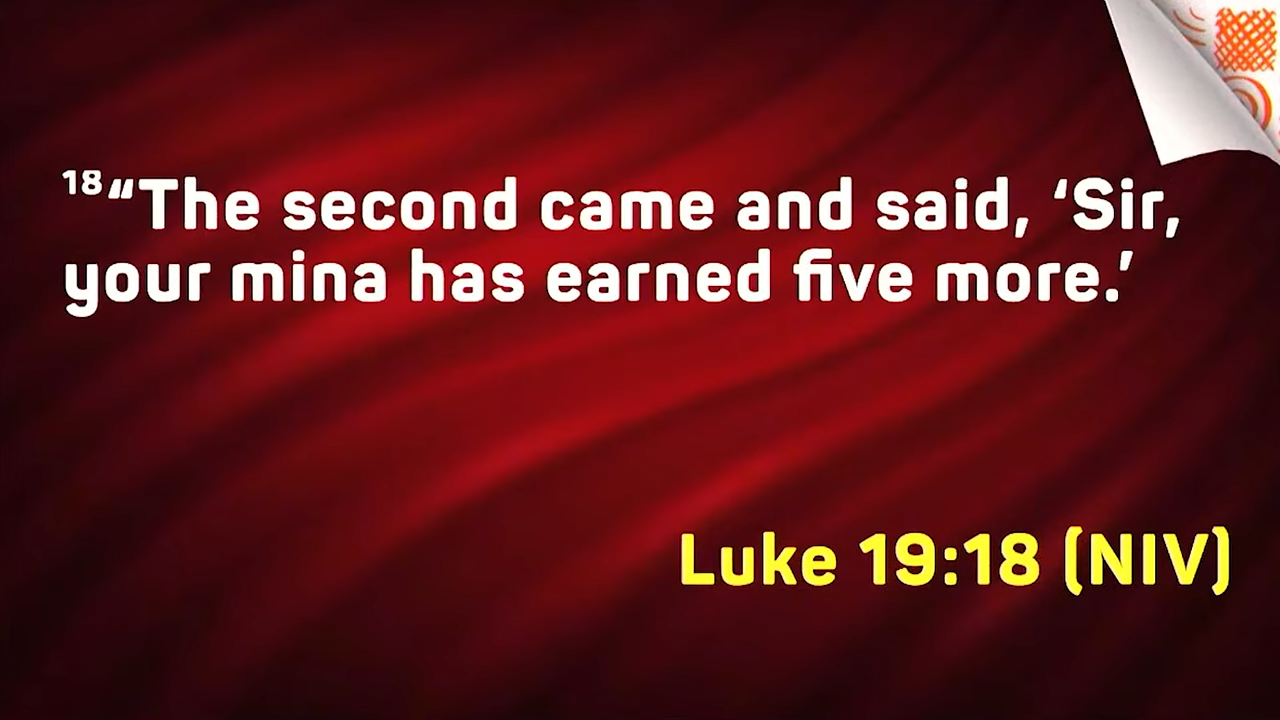 18“The second came and said, ‘Sir,
your mina has earned five more.’
Luke 19:18 (NIV)